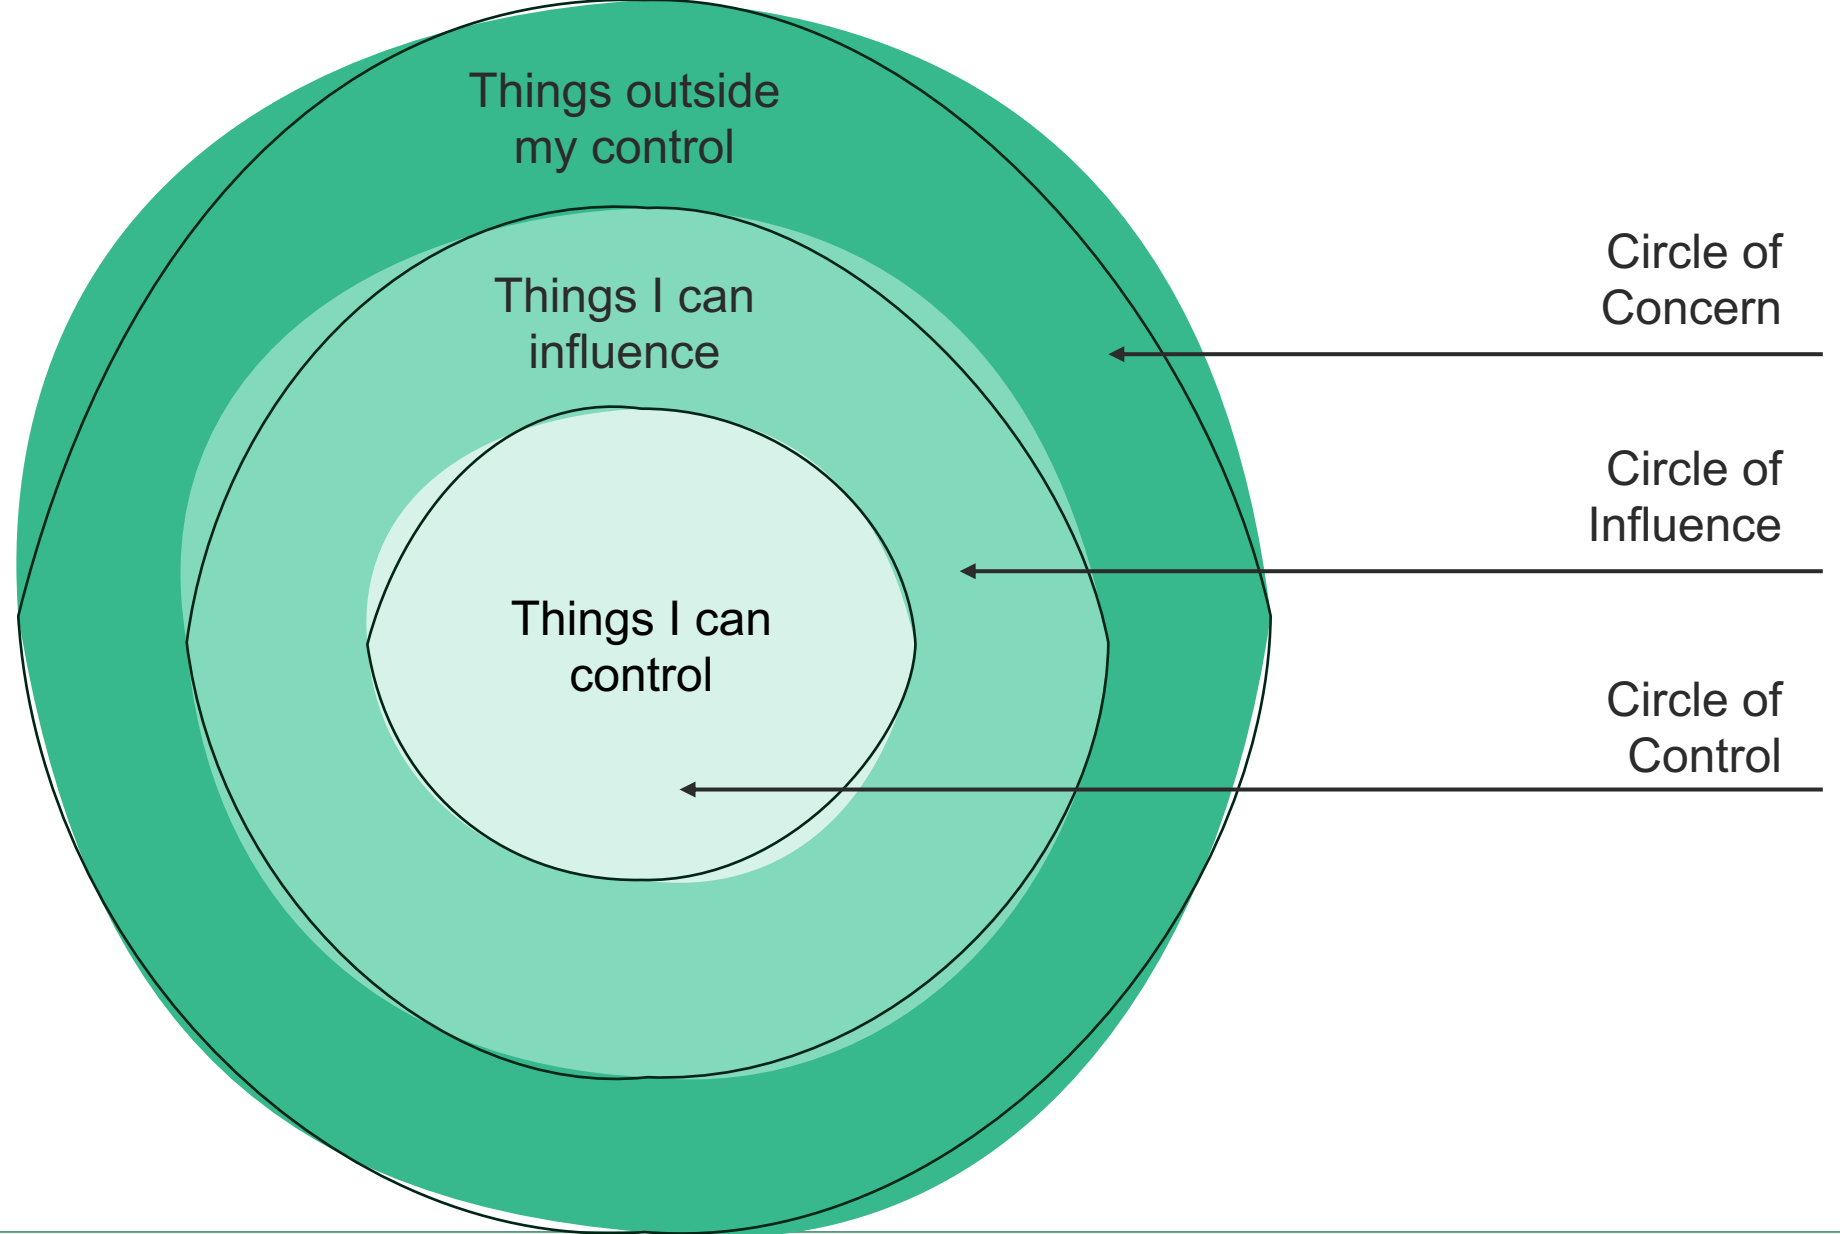 Things outside
my control
Things I can
influence
Things I can
control
Circle of
Concern
Circle of
Influence
Circle of
Control